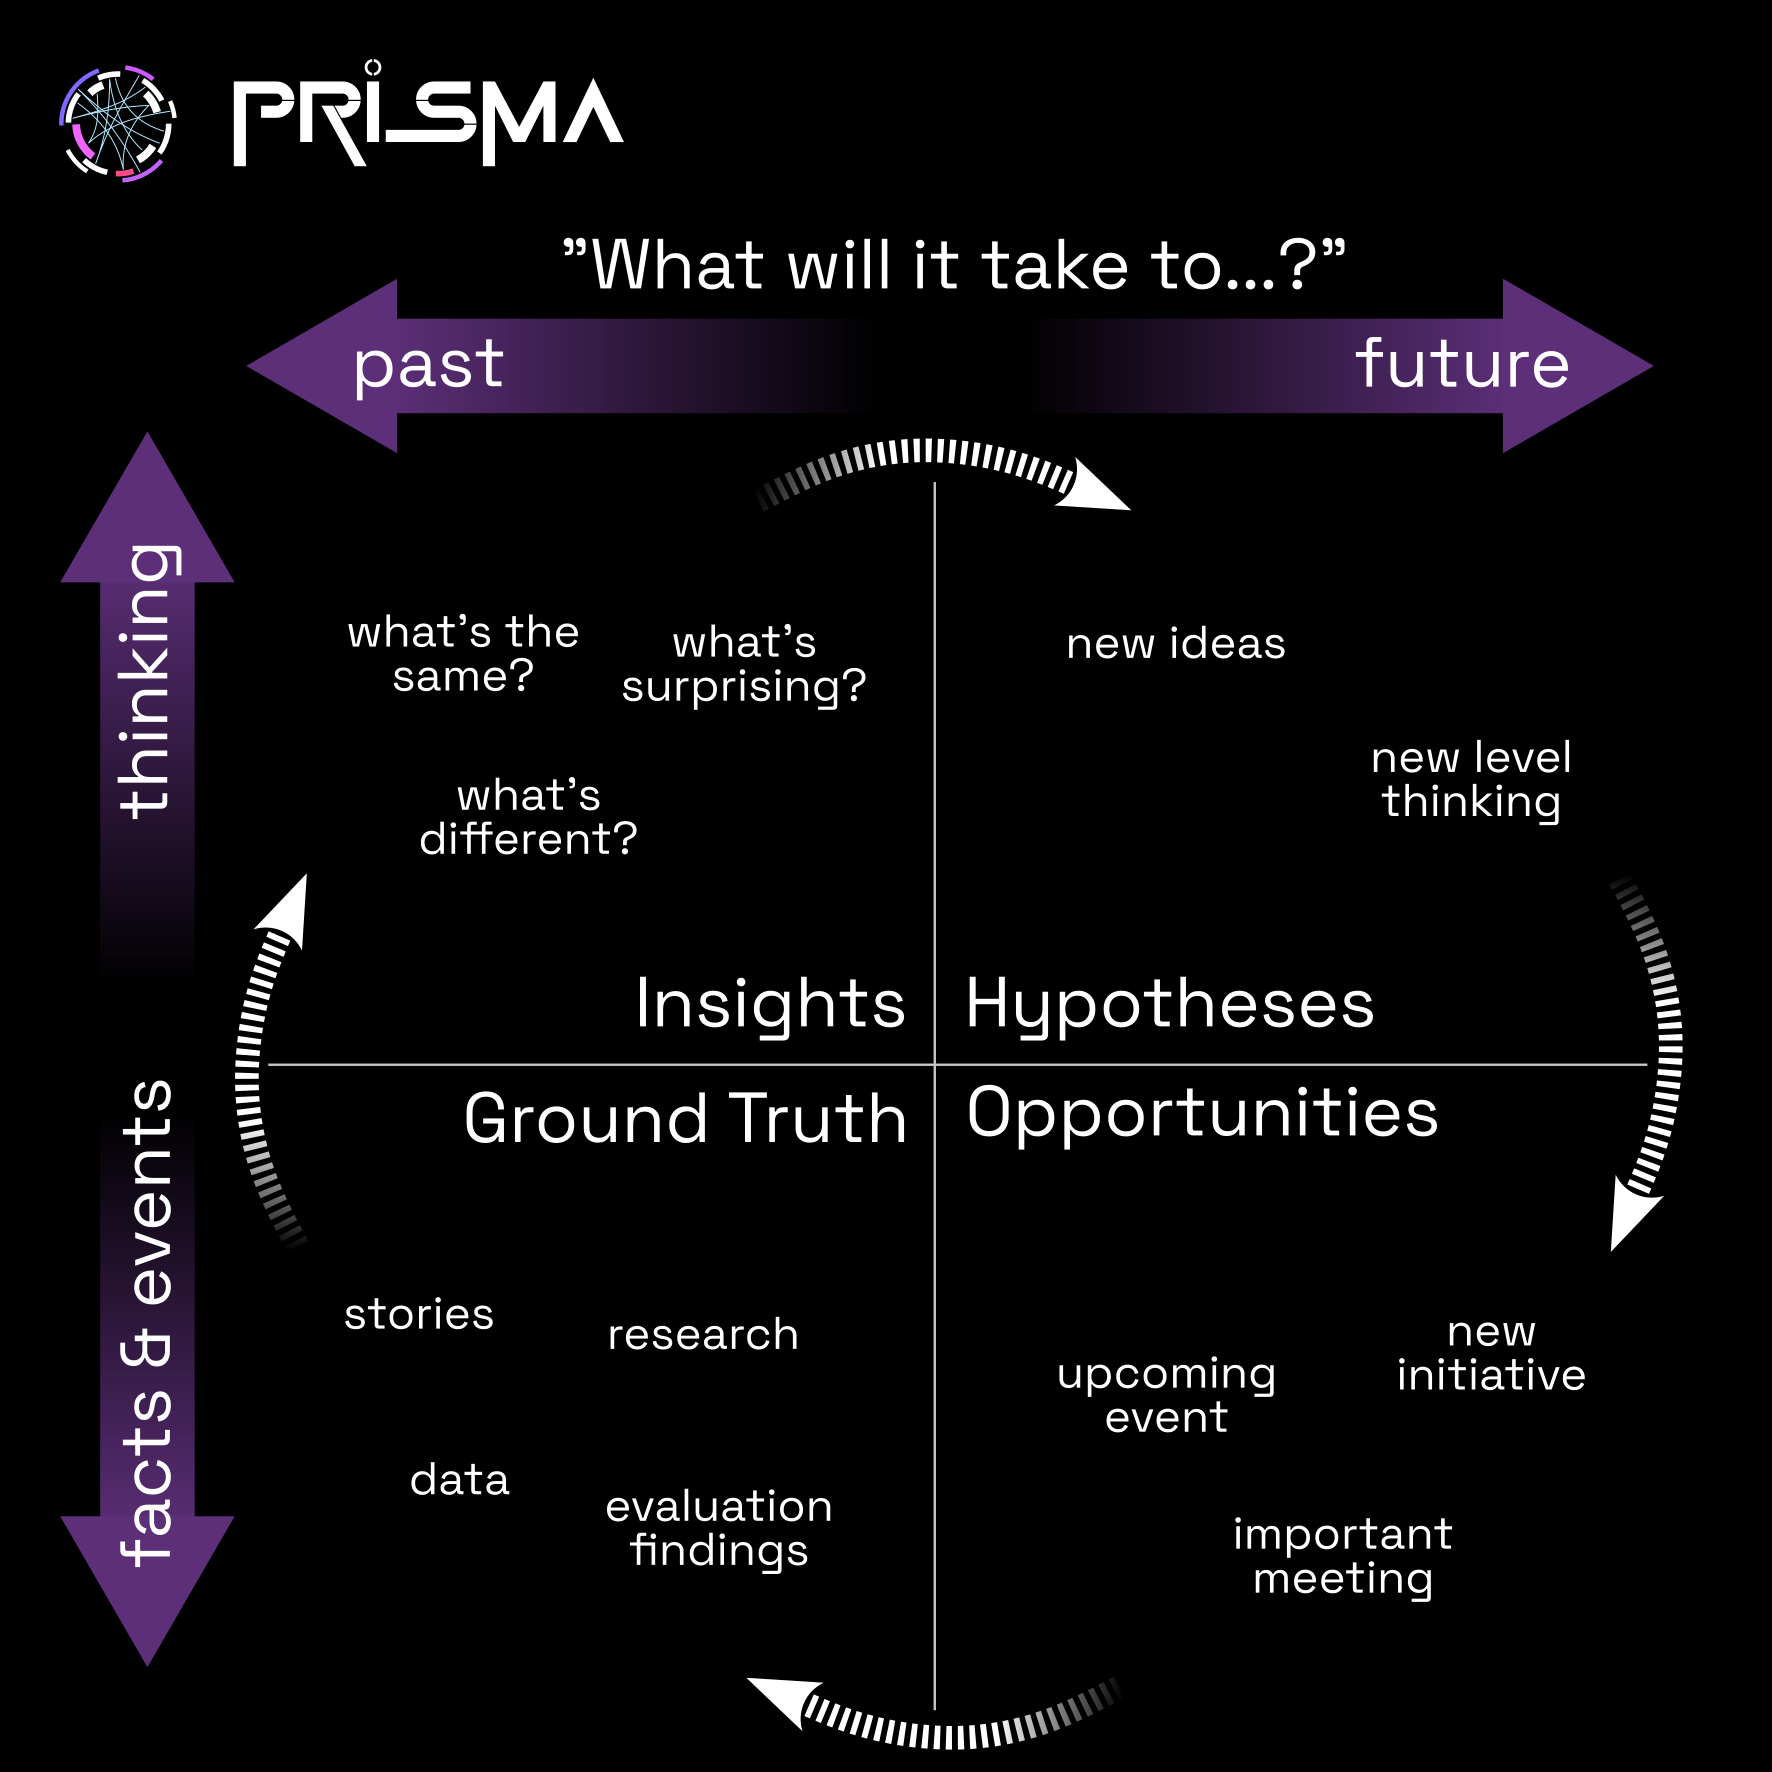 PRiSMA
”What will it take to...?”
past
future
thinking
what’s the
same?
what’s
surprising?
what’s
different?
new ideas
new level
thinking
Insights
Hypotheses
Ground Truth
Opportunities
facts & events
stories
research
data
evaluation
findings
upcoming
event
new
initiative
important
meeting